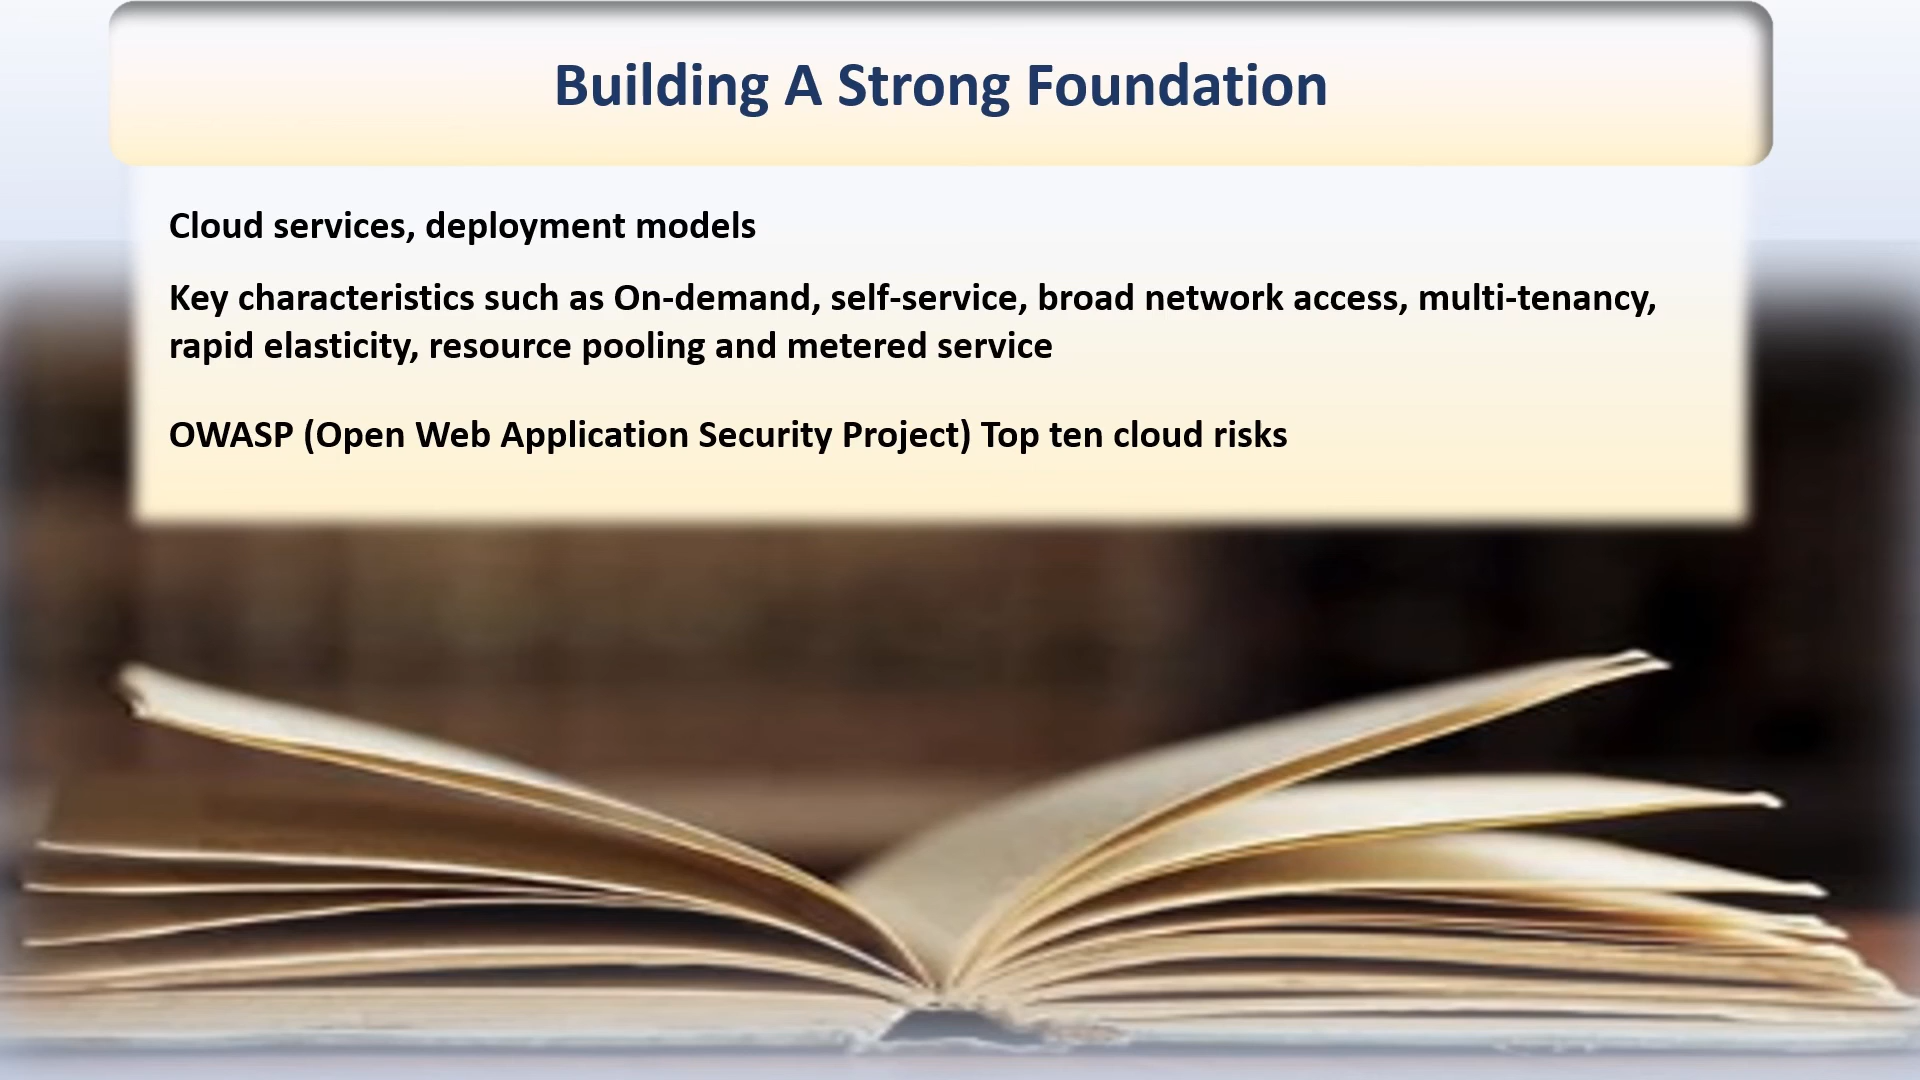 Building A Strong Foundation
Cloud services, deployment models
Key characteristics such as On-demand, self-service, broad network access, multi-tenancy,
rapid elasticity, resource pooling and metered service
OWASP (Open Web Application Security Project) Top ten cloud risks